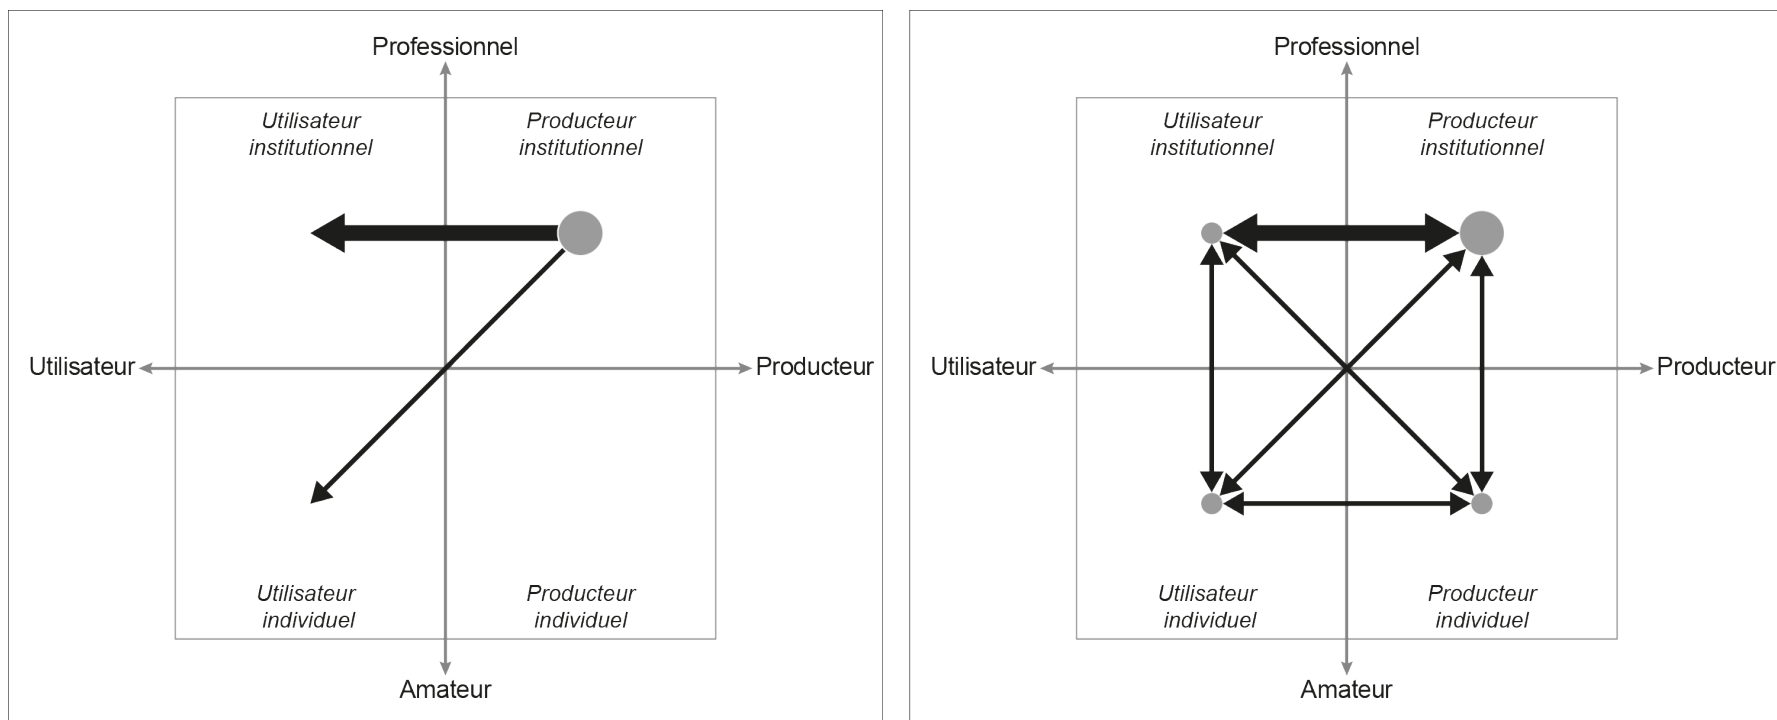 Professionnel
Utilisateur
institutionnel
Producteur
institutionnel
Utilisateur
Producteur
Utilisateur
individuel
Producteur
individuel
Amateur
Professionnel
Utilisateur
institutionnel
Producteur
institutionnel
Utilisateur
Producteur
Utilisateur
individuel
Producteur
individuel
Amateur